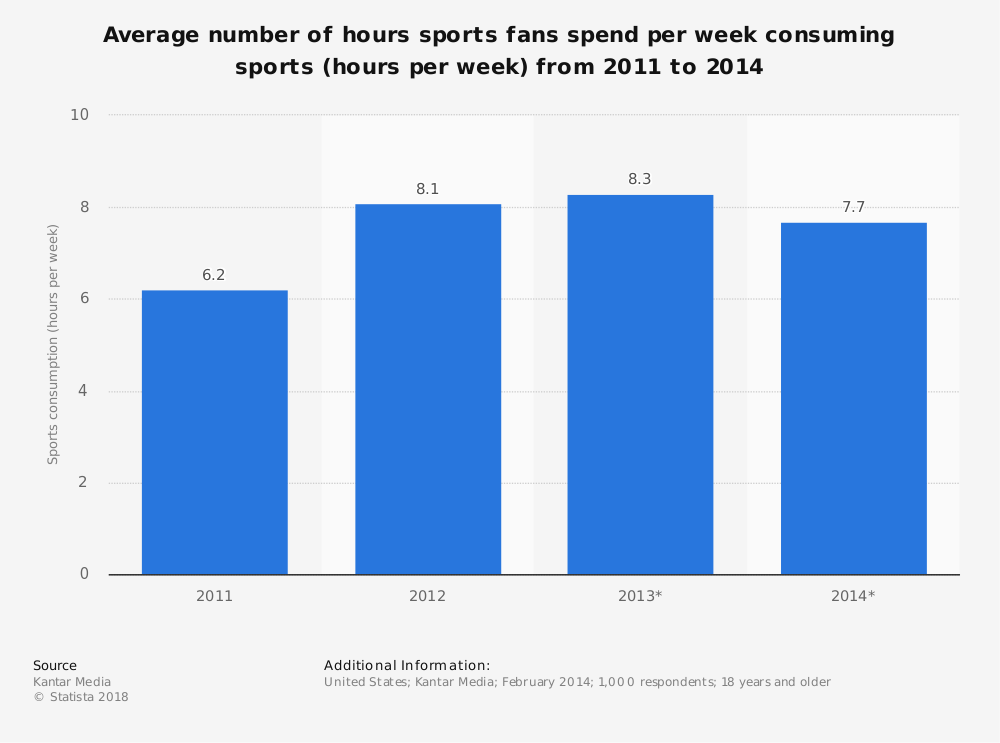 Average number of hours sports fans spend per week consuming
sports (hours per week) from 2011 to 2014
Sports consumption (hours per week)
10
8
6
4
2
0
6.2
8.1
8.3
7.7
2011
2012
2013*
2014*
Source
Kantar Media
© Statista 2018
Additional Information:
United States; Kantar Media; February 2014; 1,000 respondents; 18 years and older